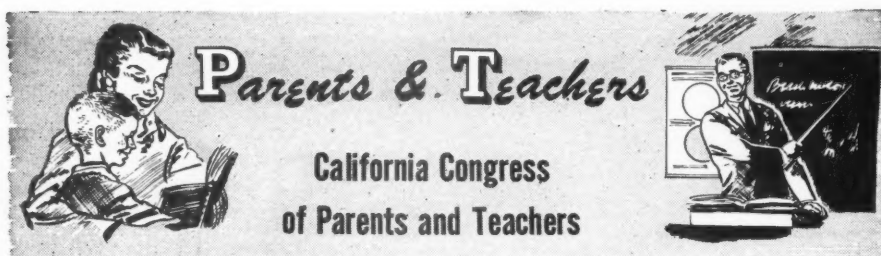 Parents & Teachers
California Congress
of Parents and Teachers